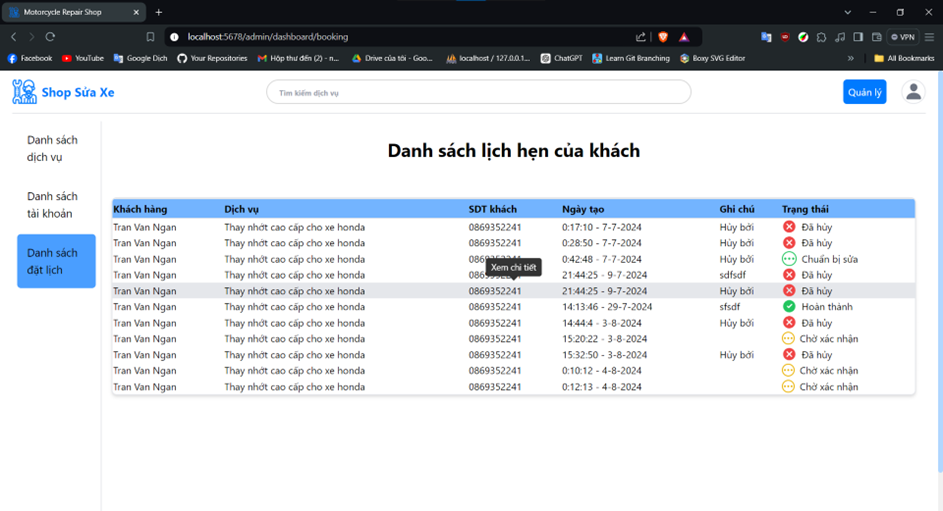 Motorcycle Repair Shop
localhost:5678/admin/dashboard/booking
VPN
Facebook YouTube Google Dich Your Repositories Hộp thư đến (2) - n... Drive của tôi - Goo... localhost / 127.0.0.1... ChatGPT Learn Git Branching Boxy SVG Editor » All Bookmarks
Shop Sửa Xe
Tìm kiếm dịch vụ
Quản lý
Danh sách
dịch vụ
Danh sách
tài khoản
Danh sách
đặt lịch
Danh sách lịch hẹn của khách
Khách hàng Dịch vụ SDT khách Ngày tạo Ghi chú Trạng thái
Tran Van Ngan Thay nhớt cao cấp cho xe honda 0869352241 0:17:10 - 7-7-2024 Hủy bởi Đã hủy
Tran Van Ngan Thay nhớt cao cấp cho xe honda 0869352241 0:28:50 - 7-7-2024 Hủy bởi Đã hủy
Tran Van Ngan Thay nhớt cao cấp cho xe honda 0869352241 0:42:48 - 7-7-2024 Hủy bởi Chuẩn bị sửa
Xem chi tiết
Tran Van Ngan Thay nhớt cao cấp cho xe honda 21:44:25 - 9-7-2024 sdfsdf Đã hủy
Tran Van Ngan Thay nhớt cao cấp cho xe honda 0869352241 21:44:25 - 9-7-2024 Hủy bởi Đã hủy
Tran Van Ngan Thay nhớt cao cấp cho xe honda 0869352241 14:13:46 - 29-7-2024 sfsdf Hoàn thành
Tran Van Ngan Thay nhớt cao cấp cho xe honda 0869352241 14:44:4 - 3-8-2024 Hủy bởi Đã hủy
Tran Van Ngan Thay nhớt cao cấp cho xe honda 0869352241 15:20:22 - 3-8-2024 Chờ xác nhận
Tran Van Ngan Thay nhớt cao cấp cho xe honda 0869352241 15:32:50 - 3-8-2024 Hủy bởi Đã hủy
Tran Van Ngan Thay nhớt cao cấp cho xe honda 0869352241 0:10:12 - 4-8-2024 Chờ xác nhận
Tran Van Ngan Thay nhớt cao cấp cho xe honda 0869352241 0:12:13 - 4-8-2024 Chờ xác nhận